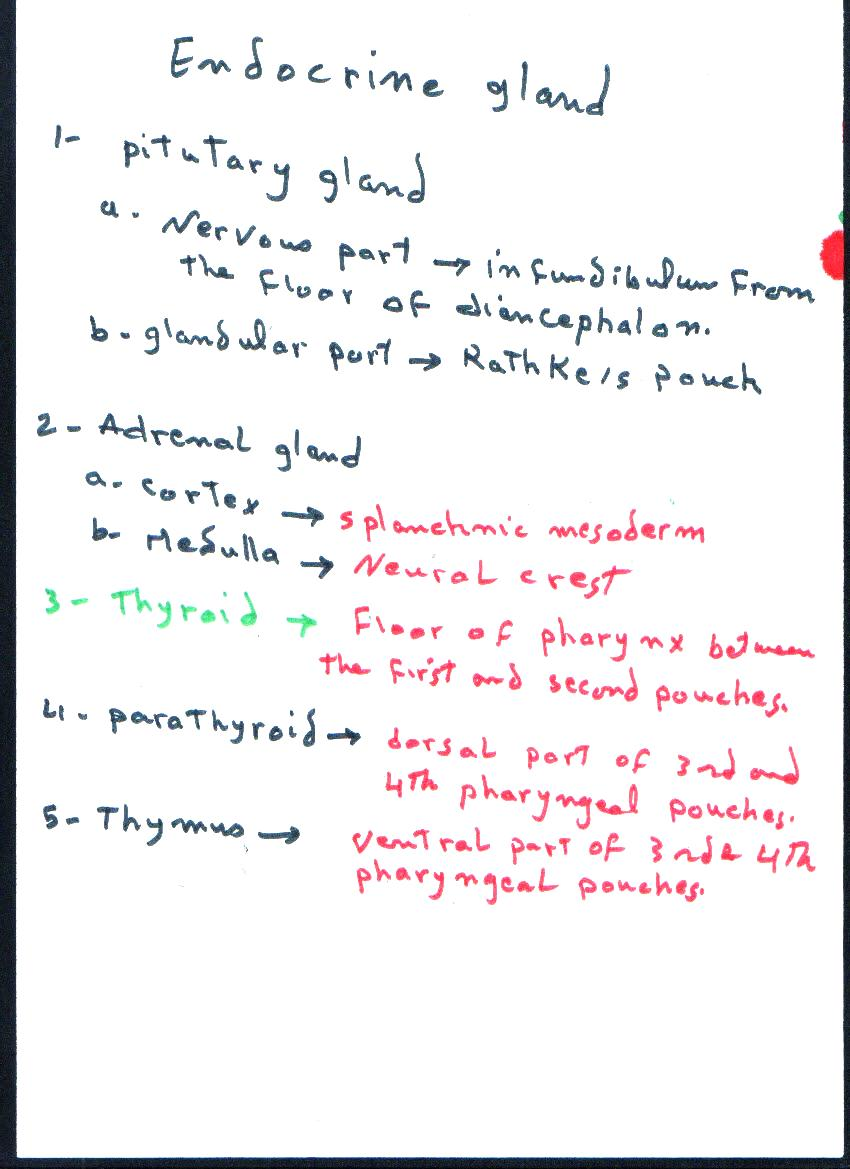 Endocrine gland
1- pitutary gland
a. Nervous part → infundibulum From
the floor of diencephalon.
b- glandular part → Rathke's pouch
2- Adrenal gland
a- cortex → splanchnic mesoderm
b- Medulla → Neural crest
3- Thyroid → Floor of pharynx between
the first and second pouches.
4- parathyroid → dorsal part of 3rd and
4th pharyngeal pouches.
5- Thymus → ventral part of 3rd & 4th
pharyngeal pouches.